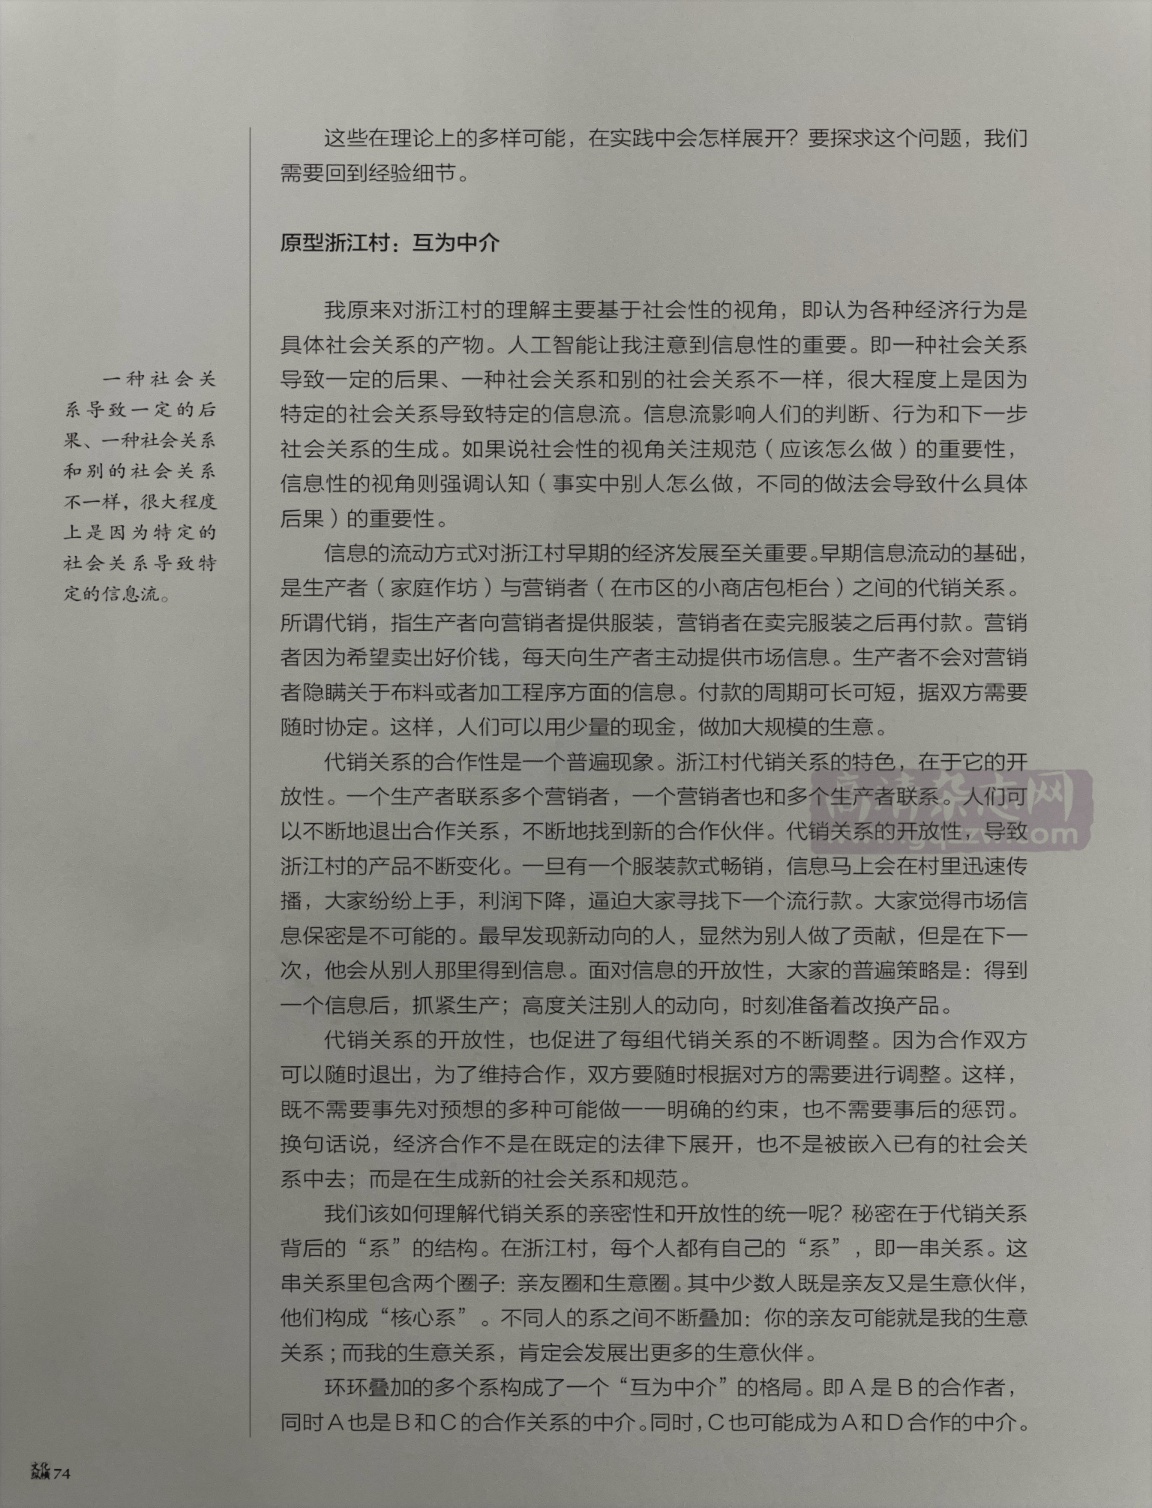 这些在理论上的多样可能，在实践中会怎样展开？要探求这个问题，我们
需要回到经验细节。
原型浙江村：互为中介
我原来对浙江村的理解主要基于社会性的视角，即认为各种经济行为是
具体社会关系的产物。人工智能让我注意到信息性的重要。即一种社会关系
导致一定的后果、一种社会关系和别的社会关系不一样，很大程度上是因为
特定的社会关系导致特定的信息流。信息流影响人们的判断、行为和下一步
社会关系的生成。如果说社会性的视角关注规范（应该怎么做）的重要性，
信息性的视角则强调认知（事实中别人怎么做，不同的做法会导致什么具体
后果）的重要性。
信息的流动方式对浙江村早期的经济发展至关重要。早期信息流动的基础，
是生产者（家庭作坊）与营销者（在市区的小商店包柜台）之间的代销关系。
所谓代销，指生产者向营销者提供服装，营销者在卖完服装之后再付款。营销
者因为希望卖出好价钱，每天向生产者主动提供市场信息。生产者不会对营销
者隐瞒关于布料或者加工程序方面的信息。付款的周期可长可短，据双方需要
随时协定。这样，人们可以用少量的现金，做加大规模的生意。
代销关系的合作性是一个普遍现象。浙江村代销关系的特色，在于它的开
放性。一个生产者联系多个营销者，一个营销者也和多个生产者联系。人们可
以不断地退出合作关系，不断地找到新的合作伙伴。代销关系的开放性，导致
浙江村的产品不断变化。一旦有一个服装款式畅销，信息马上会在村里迅速传
播，大家纷纷上手，利润下降，逼迫大家寻找下一个流行款。大家觉得市场信
息保密是不可能的。最早发现新动向的人，显然为别人做了贡献，但是在下一
次，他会从别人那里得到信息。面对信息的开放性，大家的普遍策略是：得到
一个信息后，抓紧生产；高度关注别人的动向，时刻准备着改换产品。
代销关系的开放性，也促进了每组代销关系的不断调整。因为合作双方
可以随时退出，为了维持合作，双方要随时根据对方的需要进行调整。这样，
既不需要事先对预想的多种可能做一一明确的约束，也不需要事后的惩罚。
换句话说，经济合作不是在既定的法律下展开，也不是被嵌入已有的社会关
系中去；而是在生成新的社会关系和规范。
我们该如何理解代销关系的亲密性和开放性的统一呢？秘密在于代销关系
背后的“系”的结构。在浙江村，每个人都有自己的“系”，即一串关系。这
串关系里包含两个圈子：亲友圈和生意圈。其中少数人既是亲友又是生意伙伴，
他们构成“核心系”。不同人的系之间不断叠加：你的亲友可能就是我的生意
关系；而我的生意关系，肯定会发展出更多的生意伙伴。
环环叠加的多个系构成了一个“互为中介”的格局。即A是B的合作者，
同时A也是B和C的合作关系的中介。同时，C也可能成为A和D合作的中介。
一种社会关
系导致一定的后
果、一种社会关系
和别的社会关系
不一样，很大程度
上是因为特定的
社会关系导致特
定的信息流。
高清杂志网
文化
纵横 74